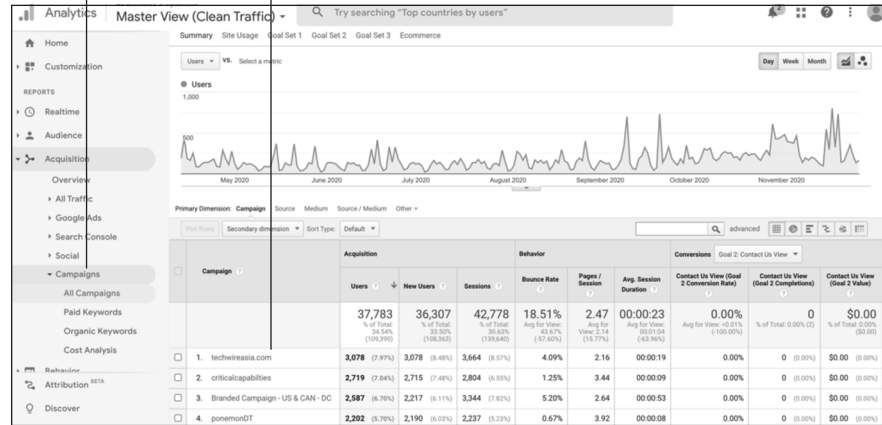 Analytics
Master View (Clean Traffic)
Try searching "Top countries by users"
2
Home
Customization
REPORTS
Realtime
Audience
Acquisition
Overview
All Traffic
Google Ads
Search Console
Social
Campaigns
All Campaigns
Paid Keywords
Organic Keywords
Cost Analysis
Behavior
Attribution BETA
Discover
Summary Site Usage Goal Set 1 Goal Set 2 Goal Set 3 Ecommerce
Users VS. Select a metric
Day Week Month
Users
1,000
500
May 2020 June 2020 July 2020 August 2020 September 2020 October 2020 November 2020
Primary Dimension: Campaign Source Medium Source / Medium Other
Plot Rows Secondary dimension Sort Type: Default advanced
Acquisition Behavior Conversions Goal 2: Contact Us View
Campaign
Users New Users Sessions Bounce Rate Pages / Session Avg. Session Duration Contact Us View (Goal 2 Conversion Rate) Contact Us View (Goal 2 Completions) Contact Us View (Goal 2 Value)
37,783 36,307 42,778 18.51% 2.47 00:00:23 0.00% 0 $0.00
% of Total: 34.54% (109,390) % of Total: 33.50% (108,363) % of Total: 30.63% (139,640) Avg for View: 43.67% (-57.60%) Avg for View: 2.14 (15.77%) Avg for View: 00:01:04 (-63.96%) Avg for View: <0.01% (-100.00%) % of Total: 0.00% (2) % of Total: 0.00% ($0.00)
1. techwireasia.com 3,078 (7.97%) 3,078 (8.48%) 3,664 (8.57%) 4.09% 2.16 00:00:19 0.00% 0 (0.00%) $0.00 (0.00%)
2. criticalcapabilties 2,719 (7.04%) 2,715 (7.48%) 2,804 (6.55%) 1.25% 3.44 00:00:09 0.00% 0 (0.00%) $0.00 (0.00%)
3. Branded Campaign - US & CAN - DC 2,587 (6.70%) 2,217 (6.11%) 3,344 (7.82%) 5.20% 2.64 00:00:53 0.00% 0 (0.00%) $0.00 (0.00%)
4. ponemonDT 2,202 (5.70%) 2,190 (6.03%) 2,237 (5.23%) 0.67% 3.92 00:00:08 0.00% 0 (0.00%) $0.00 (0.00%)